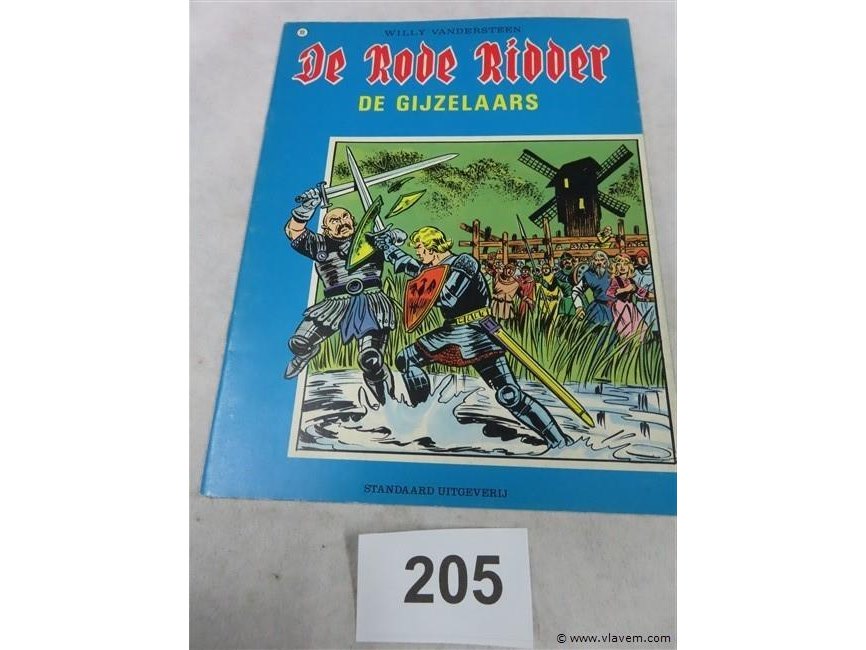 WILLY VANDERSTEEN
De Rode Ridder
DE GIJZELAARS
STANDAARD UITGEVERIJ
205
© www.vlavem.com